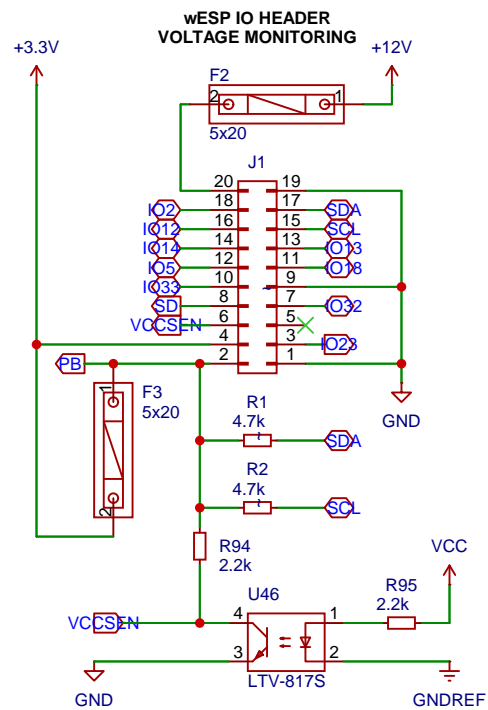 wESP IO HEADER
VOLTAGE MONITORING
+3.3V
+12V
F2
2
1
5x20
J1
20 19
IO2 18 17 SDA
IO12 16 15 SCL
IO14 14 13 IO13
IO5 12 11 IO18
IO33 10 9
SD 8 7 IO32
VCCSEN 6 5
4 3 IO23
PB 2 1
GND
1
F3
5x20
2
R1
4.7k
SDA
R2
4.7k
SCL
R94
2.2k
VCC
U46
R95
2.2k
VCCSEN 4 1
3 2
LTV-817S
GND
GNDREF